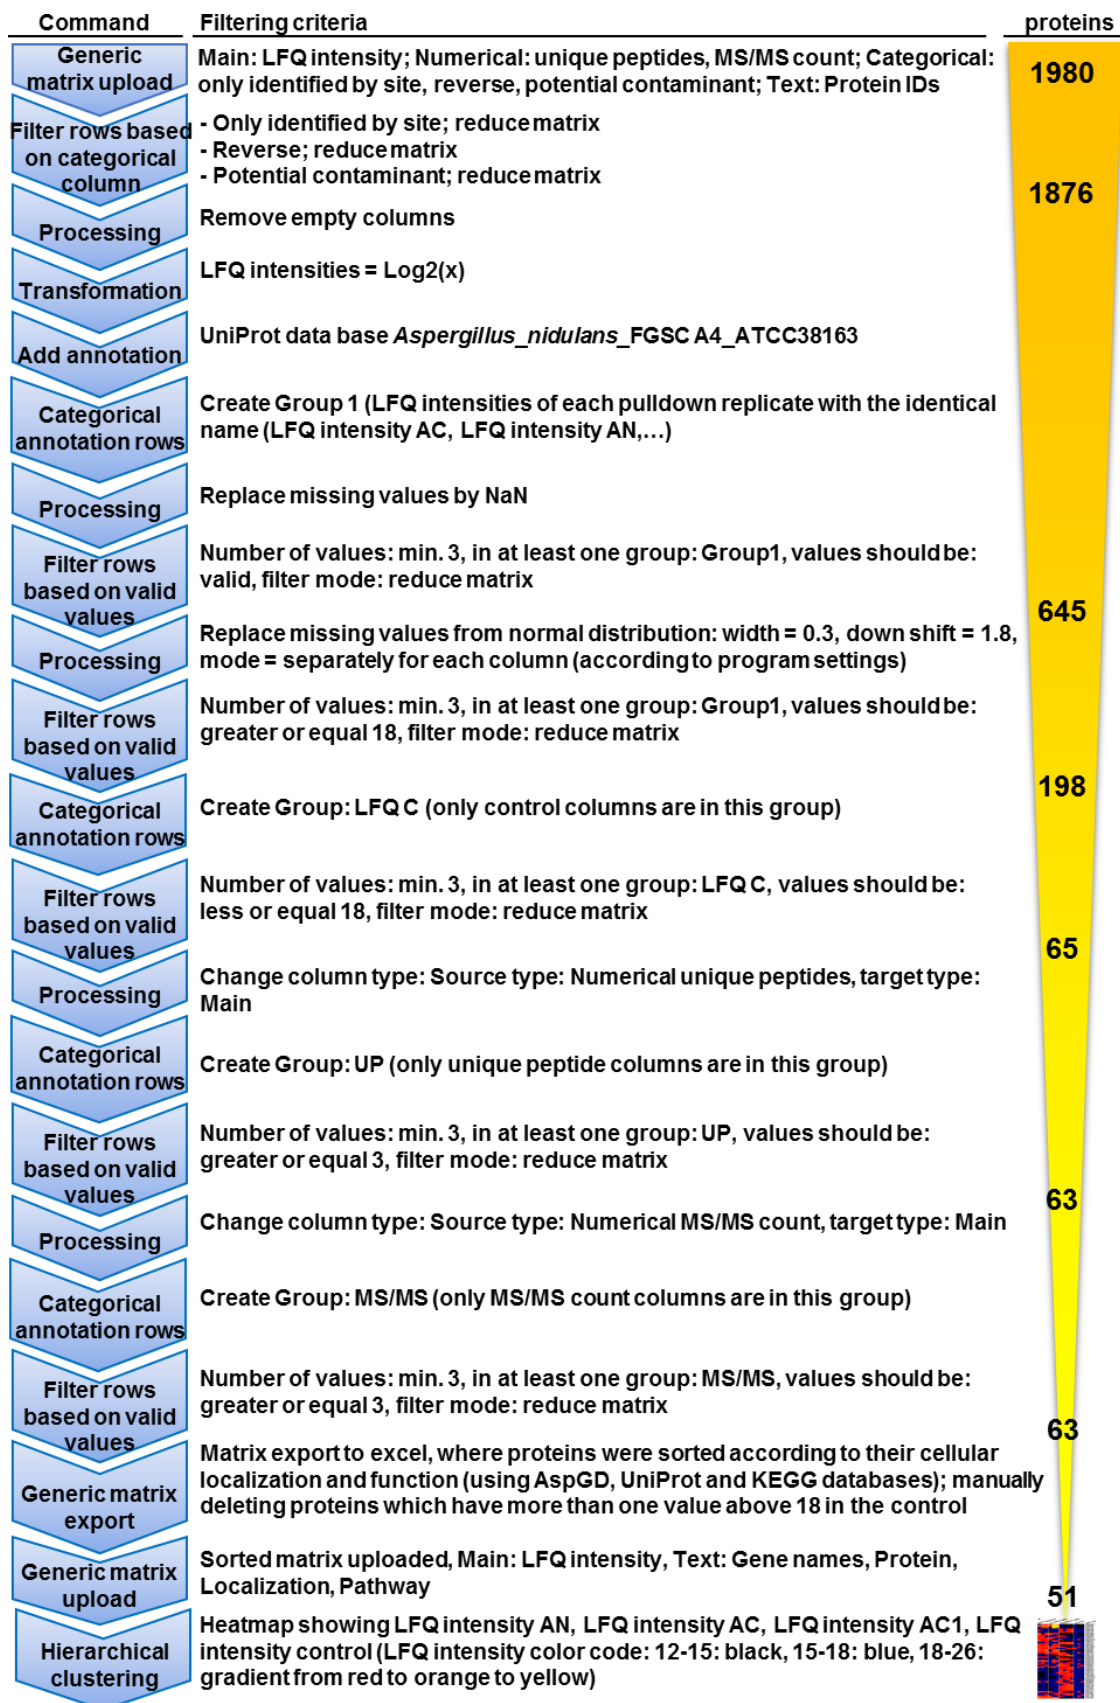 Command Filtering criteria proteins
Generic
matrix upload
Main: LFQ intensity; Numerical: unique peptides, MS/MS count; Categorical:
only identified by site, reverse, potential contaminant; Text: Protein IDs
1980
Filter rows based
on categorical
column
- Only identified by site; reduce matrix
- Reverse; reduce matrix
- Potential contaminant; reduce matrix
1876
Processing
Remove empty columns
Transformation
LFQ intensities = Log2(x)
Add annotation
UniProt data base Aspergillus_nidulans_FGSC A4_ATCC38163
Categorical
annotation rows
Create Group 1 (LFQ intensities of each pulldown replicate with the identical
name (LFQ intensity AC, LFQ intensity AN,...)
Processing
Replace missing values by NaN
Filter rows
based on valid
values
Number of values: min. 3, in at least one group: Group1, values should be:
valid, filter mode: reduce matrix
645
Processing
Replace missing values from normal distribution: width = 0.3, down shift = 1.8,
mode = separately for each column (according to program settings)
Filter rows
based on valid
values
Number of values: min. 3, in at least one group: Group1, values should be:
greater or equal 18, filter mode: reduce matrix
198
Categorical
annotation rows
Create Group: LFQ C (only control columns are in this group)
Filter rows
based on valid
values
Number of values: min. 3, in at least one group: LFQ C, values should be:
less or equal 18, filter mode: reduce matrix
65
Processing
Change column type: Source type: Numerical unique peptides, target type:
Main
Categorical
annotation rows
Create Group: UP (only unique peptide columns are in this group)
Filter rows
based on valid
values
Number of values: min. 3, in at least one group: UP, values should be:
greater or equal 3, filter mode: reduce matrix
63
Processing
Change column type: Source type: Numerical MS/MS count, target type: Main
Categorical
annotation rows
Create Group: MS/MS (only MS/MS count columns are in this group)
Filter rows
based on valid
values
Number of values: min. 3, in at least one group: MS/MS, values should be:
greater or equal 3, filter mode: reduce matrix
63
Generic matrix
export
Matrix export to excel, where proteins were sorted according to their cellular
localization and function (using AspGD, UniProt and KEGG databases); manually
deleting proteins which have more than one value above 18 in the control
Generic matrix
upload
Sorted matrix uploaded, Main: LFQ intensity, Text: Gene names, Protein,
Localization, Pathway
51
Hierarchical
clustering
Heatmap showing LFQ intensity AN, LFQ intensity AC, LFQ intensity AC1, LFQ
intensity control (LFQ intensity color code: 12-15: black, 15-18: blue, 18-26:
gradient from red to orange to yellow)